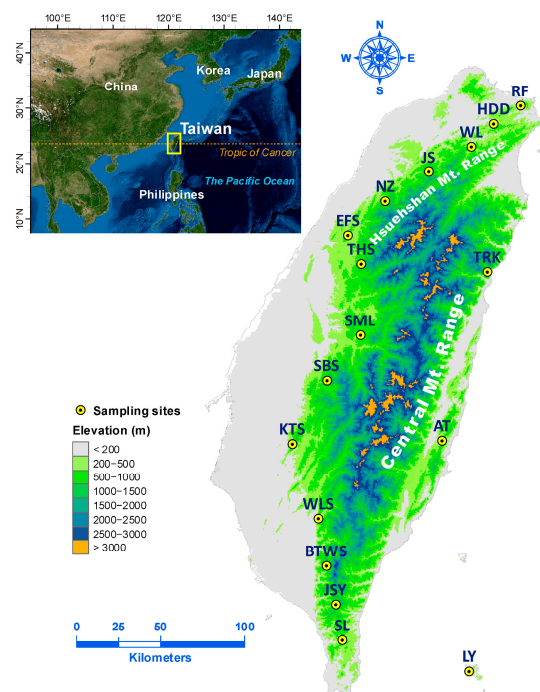 100°E 110°E 120°E 130°E 140°E
40°N
30°N
20°N
10°N
China
Korea
Japan
Taiwan
Tropic of Cancer
The Pacific Ocean
Philippines
N
W E
S
RF
HDD
WL
JS
NZ
Hsuehshan Mt. Range
EFS
THS
TRK
SML
Central Mt. Range
SBS
KTS
AT
WLS
BTWS
JSY
SL
LY
Sampling sites
Elevation (m)
< 200
200–500
500–1000
1000–1500
1500–2000
2000–2500
2500–3000
> 3000
0 25 50 100
Kilometers